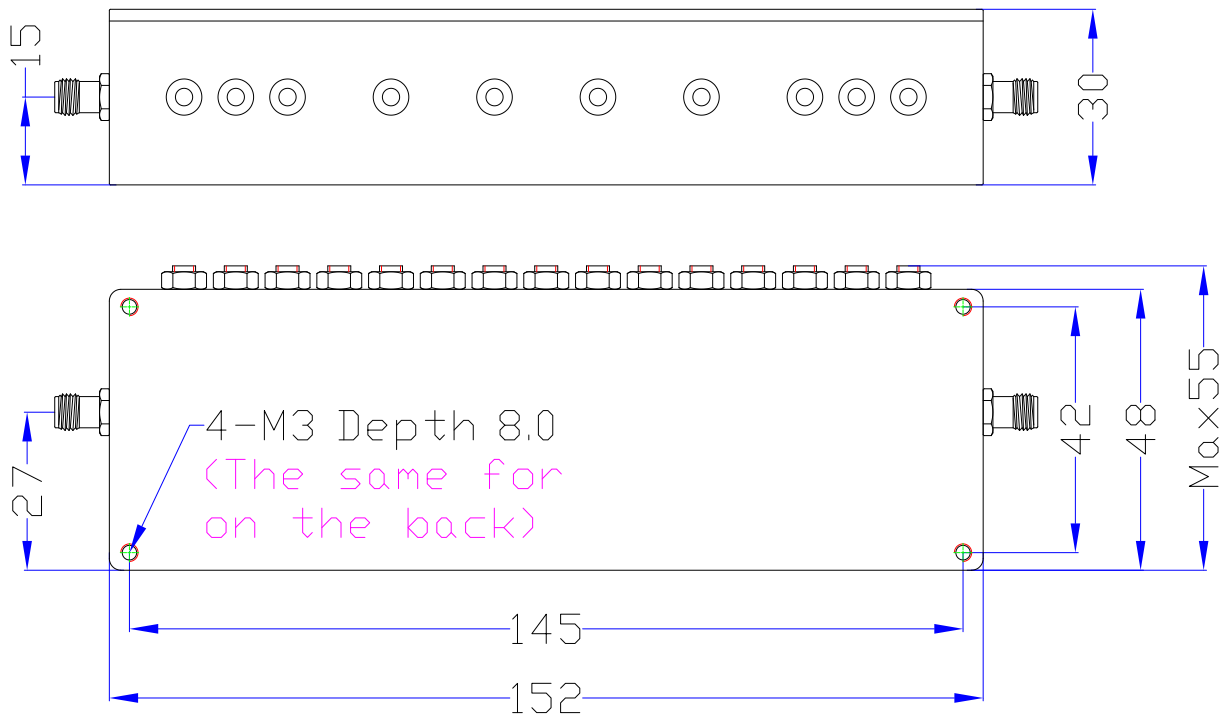 15
30
4-M3 Depth 8.0
(The same for
on the back)
27
42
48
Max55
145
152